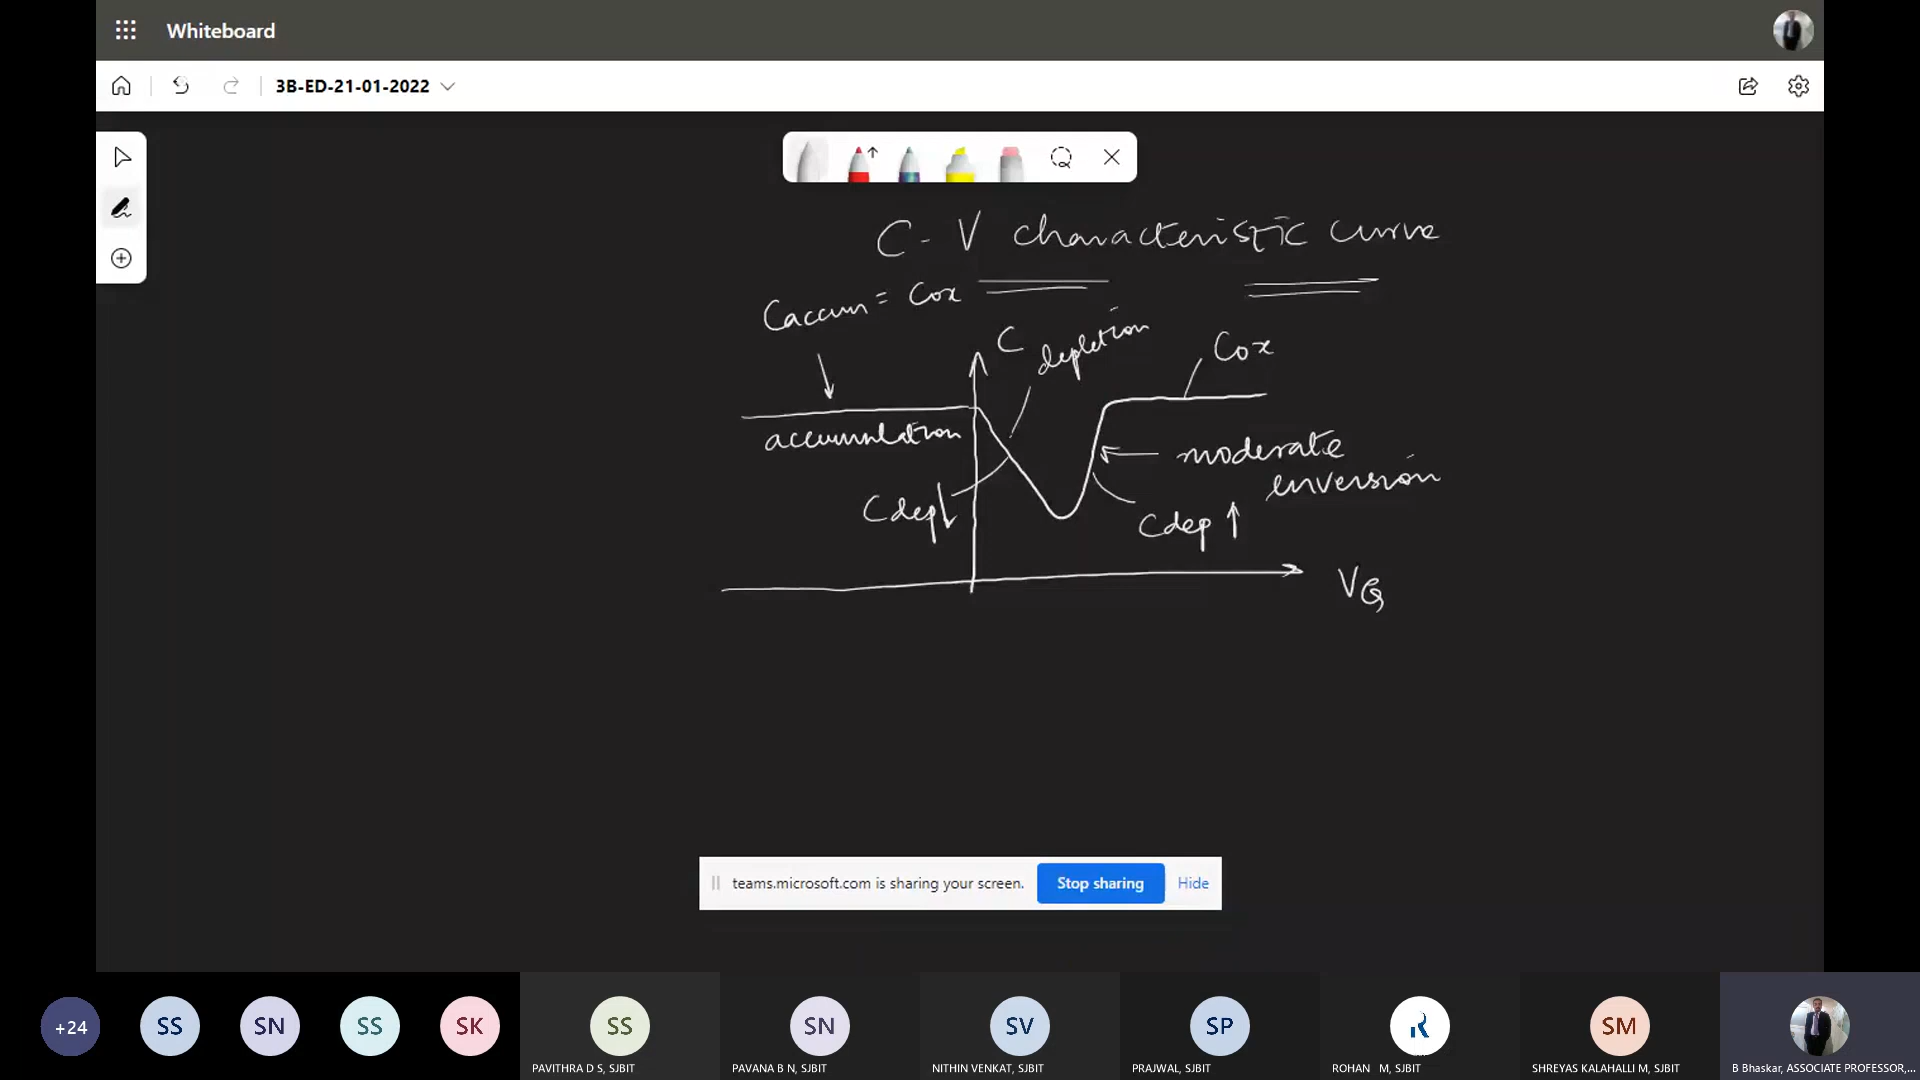 Whiteboard
3B-ED-21-01-2022
C - V characteristic curve
Caccum = Cox
C
depletion
Cox
accumulation
moderate
inversion
Cdep↓
Cdep ↑
VG
teams.microsoft.com is sharing your screen.
Stop sharing
Hide
+24
SS
SN
SS
SK
SS
SN
SV
SP
SM
PAVITHRA D S, SJBIT
PAVANA B N, SJBIT
NITHIN VENKAT, SJBIT
PRAJWAL, SJBIT
ROHAN M, SJBIT
SHREYAS KALAHALLI M, SJBIT
B Bhaskar, ASSOCIATE PROFESSOR,...